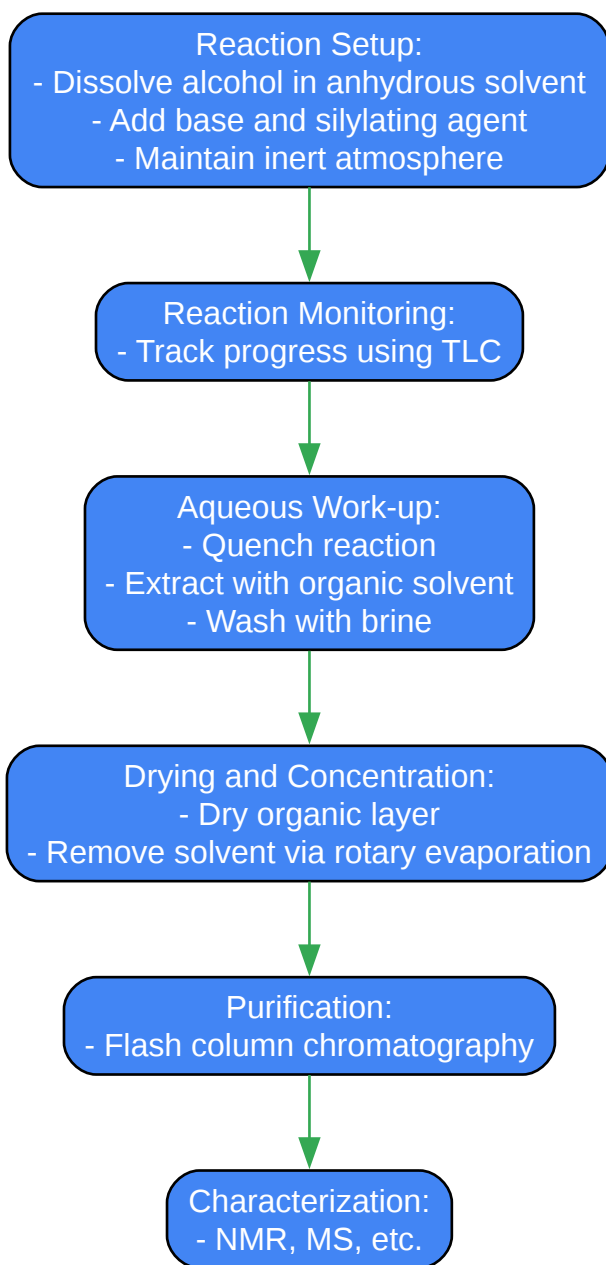 Reaction Setup:
- Dissolve alcohol in anhydrous solvent
- Add base and silylating agent
- Maintain inert atmosphere
Reaction Monitoring:
- Track progress using TLC
Aqueous Work-up:
- Quench reaction
- Extract with organic solvent
- Wash with brine
Drying and Concentration:
- Dry organic layer
- Remove solvent via rotary evaporation
Purification:
- Flash column chromatography
Characterization:
- NMR, MS, etc.